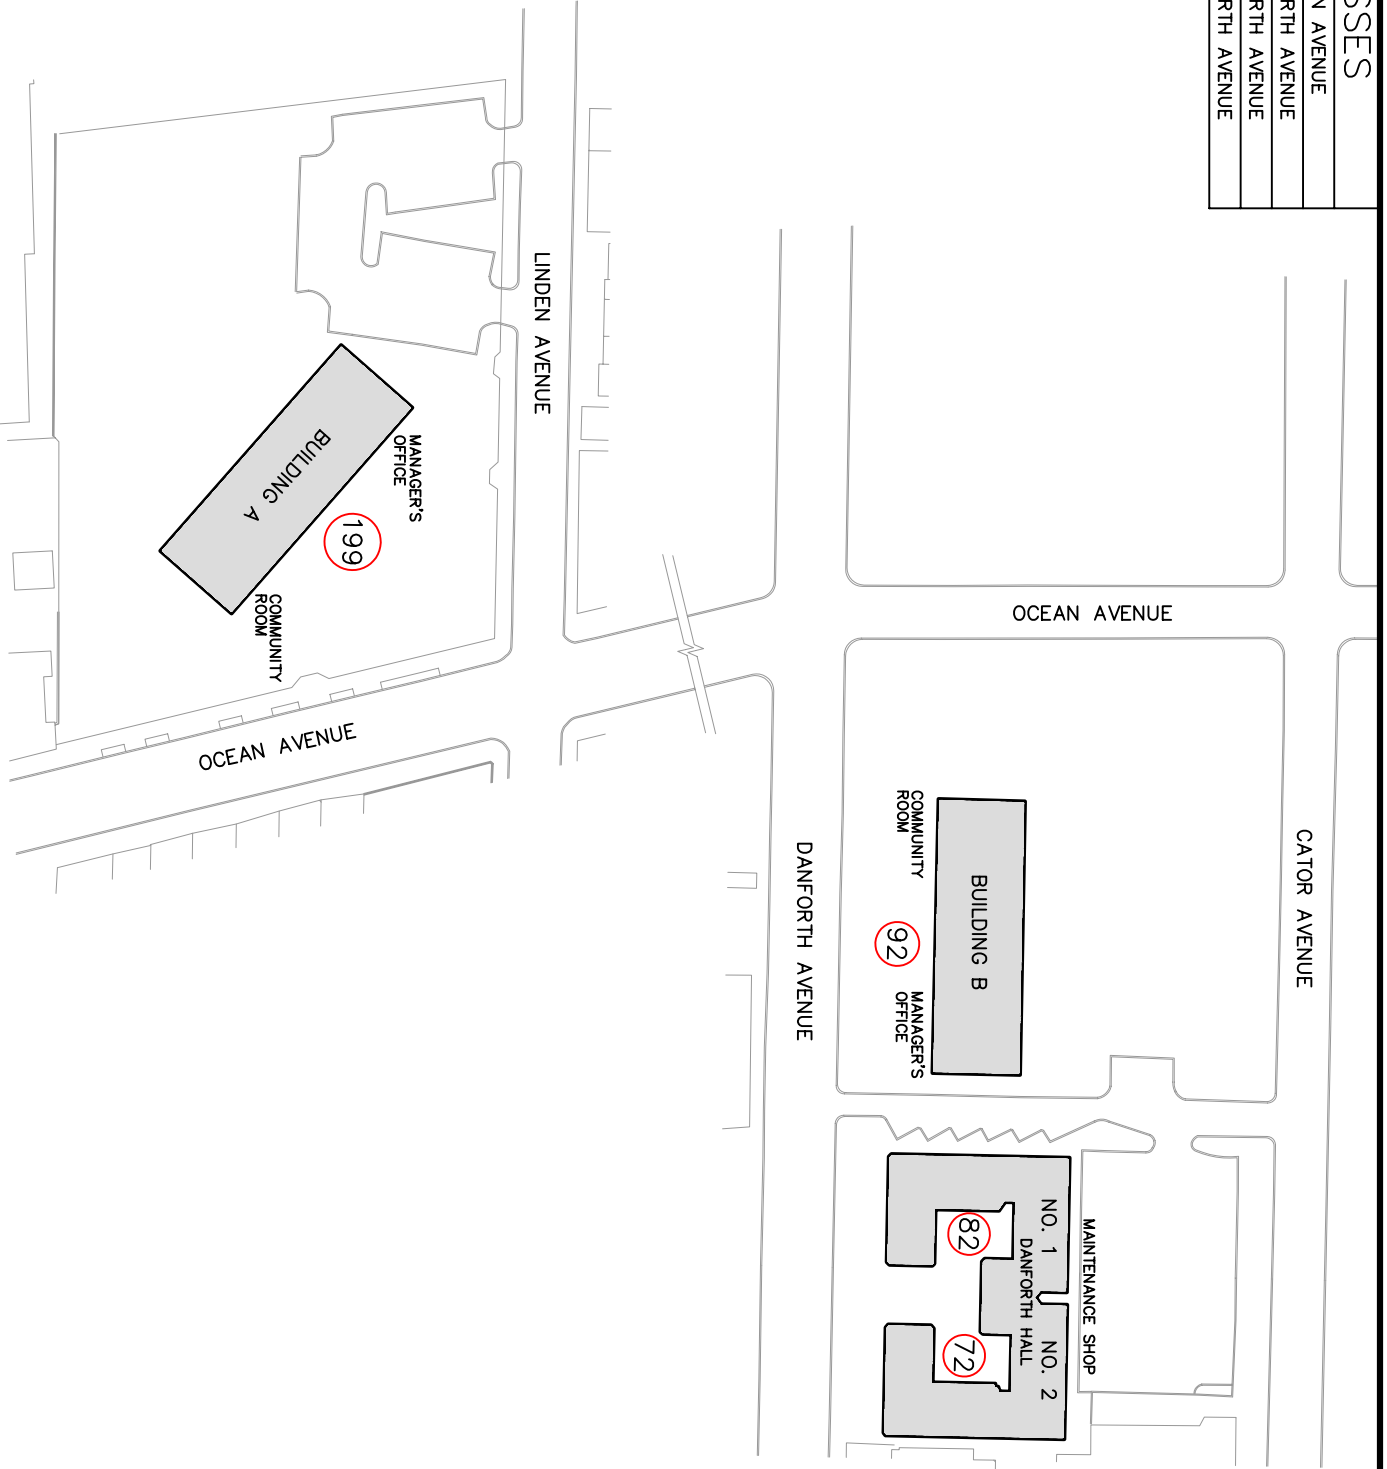 SSES
N AVENUE
RTH AVENUE
RTH AVENUE
RTH AVENUE
LINDEN AVENUE
MANAGER'S
OFFICE
BUILDING A
199
COMMUNITY
ROOM
OCEAN AVENUE
OCEAN AVENUE
CATOR AVENUE
COMMUNITY
ROOM
BUILDING B
92
MANAGER'S
OFFICE
DANFORTH AVENUE
MAINTENANCE SHOP
NO. 1
NO. 2
DANFORTH HALL
82
72